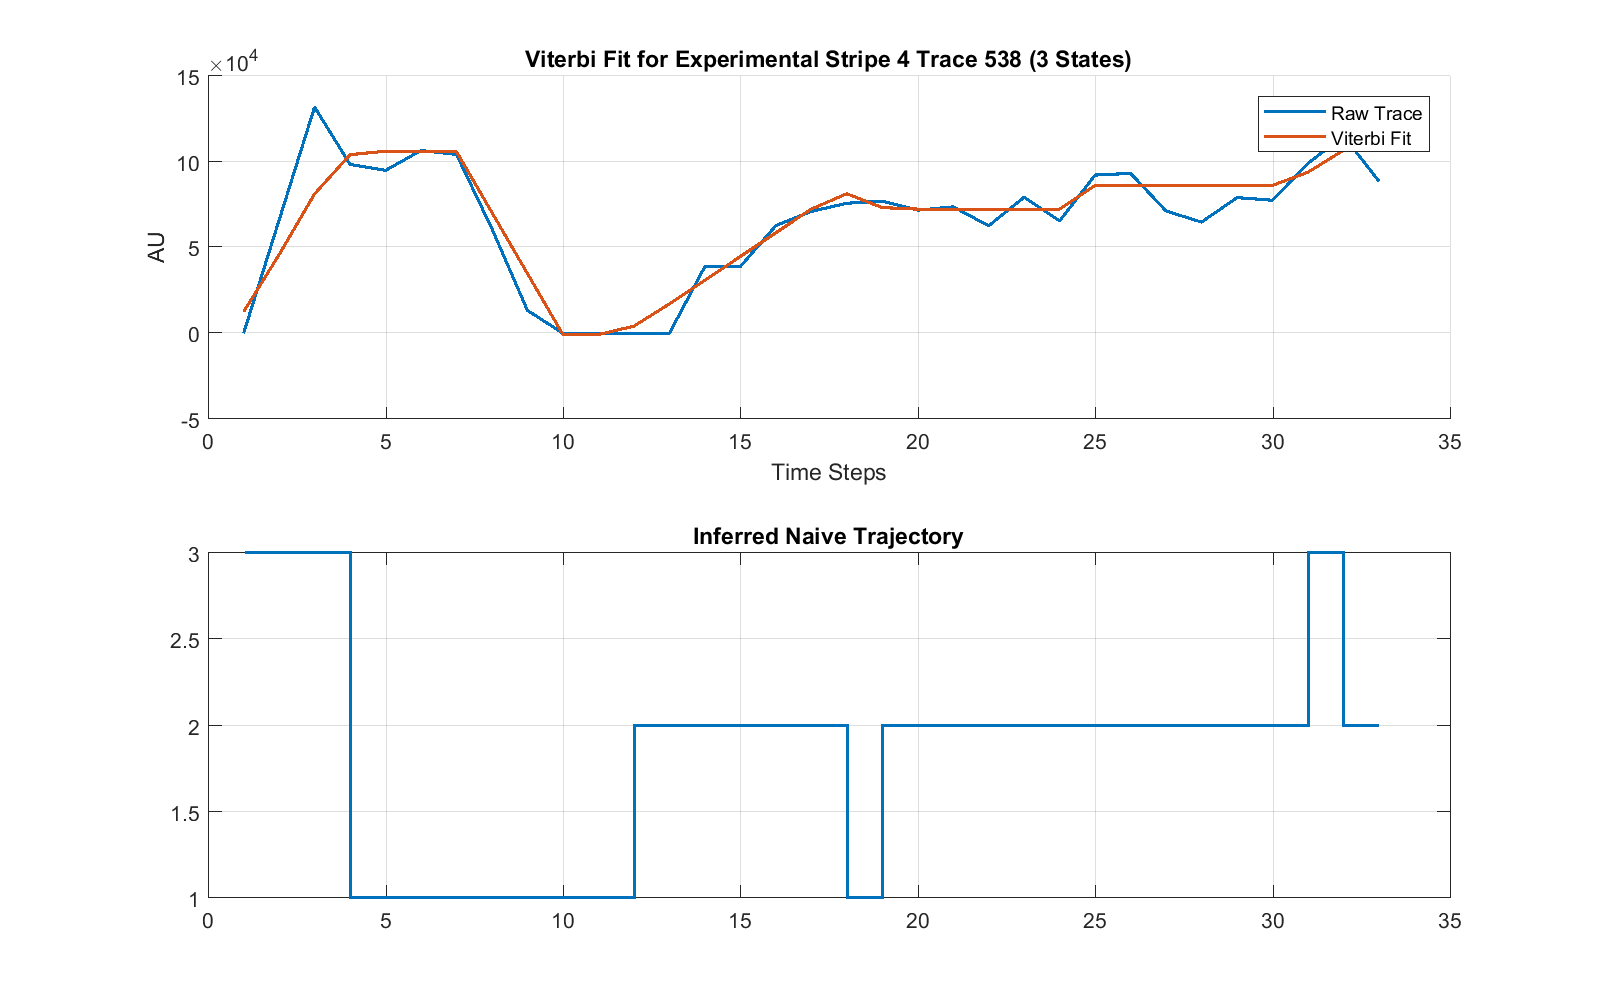 Viterbi Fit for Experimental Stripe 4 Trace 538 (3 States)
×10^4
15
10
5
0
-5
AU
Raw Trace
Viterbi Fit
0 5 10 15 20 25 30 35
Time Steps
Inferred Naive Trajectory
3
2.5
2
1.5
1
0 5 10 15 20 25 30 35